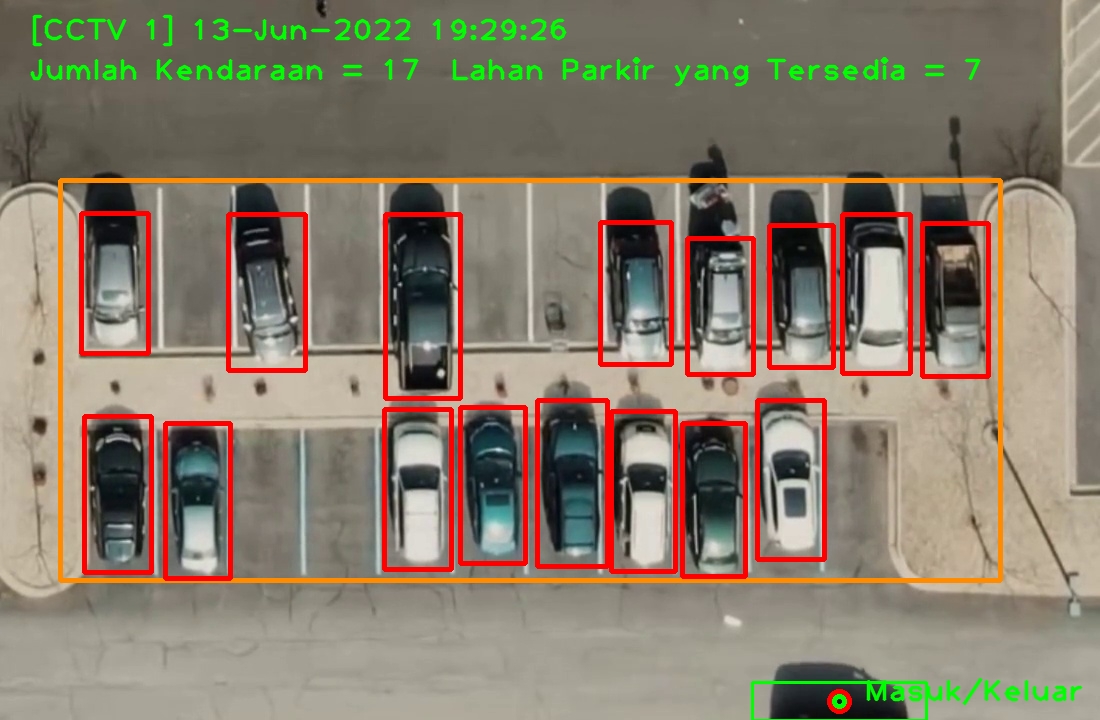 [CCTV 1] 13-Jun-2022 19:29:26
Jumlah Kendaraan = 17 Lahan Parkir yang Tersedia = 7
Masuk/Keluar